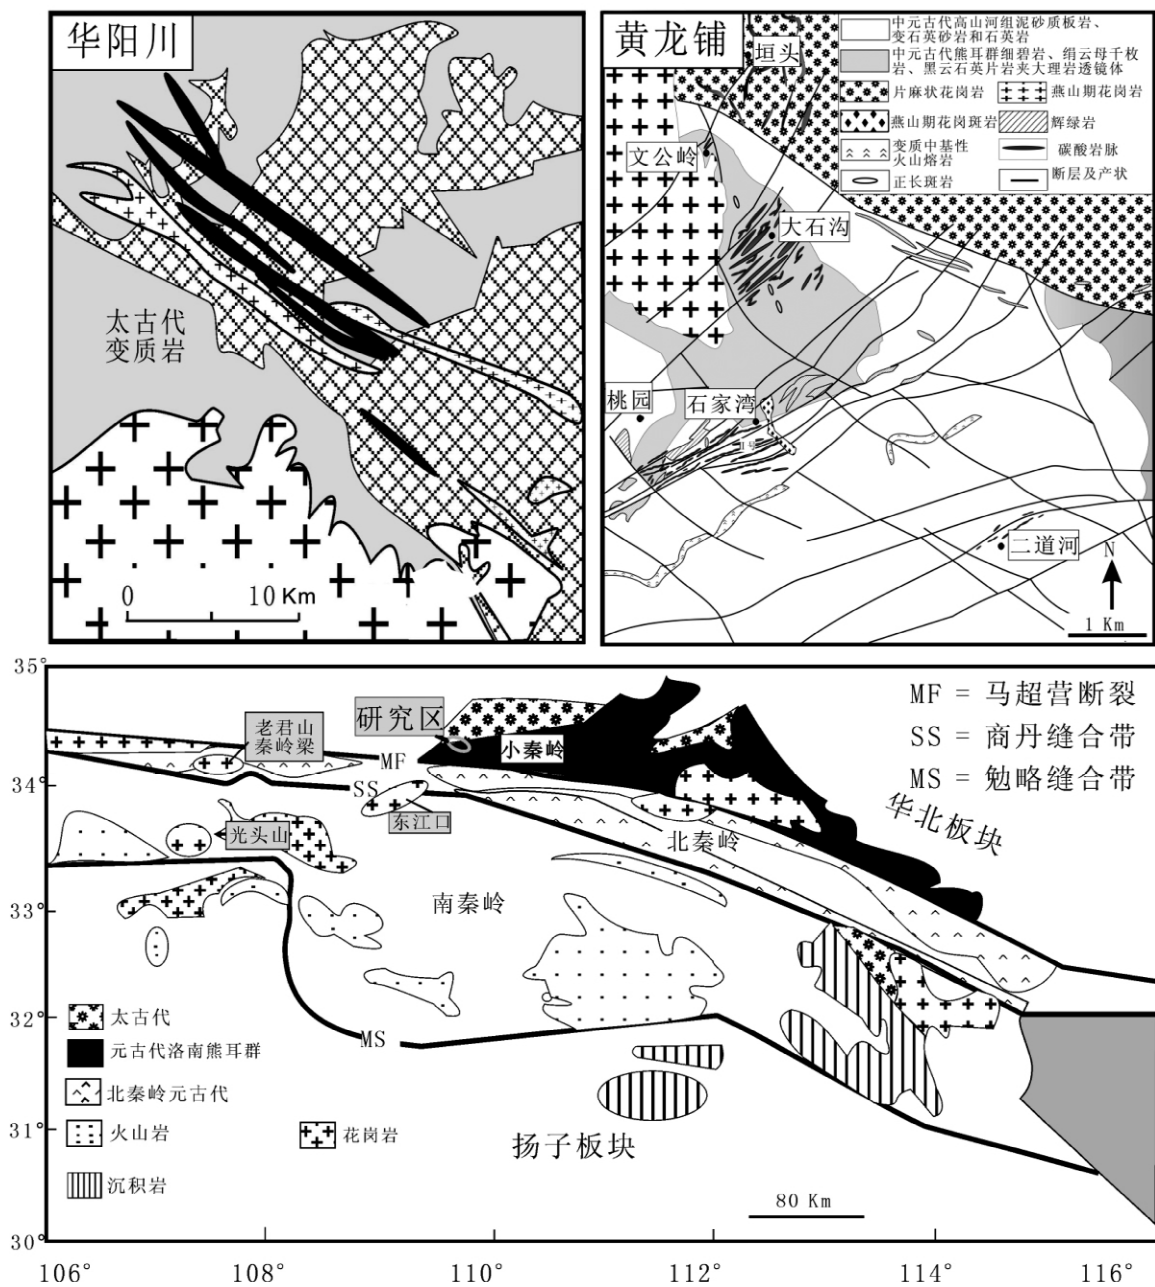 华阳川
太古代
变质岩
0 10 Km
黄龙铺
垣头
文公岭
大石沟
桃园
石家湾
二道河
N
1 Km
中元古代高山河组泥砂质板岩、
变石英砂岩和石英岩
中元古代熊耳群细碧岩、绢云母千枚
岩、黑云石英片岩夹大理岩透镜体
片麻状花岗岩
燕山期花岗岩
燕山期花岗斑岩
辉绿岩
变质中基性
火山熔岩
碳酸岩脉
正长斑岩
断层及产状
35°
34°
33°
32°
31°
30°
106° 108° 110° 112° 114° 116°
研究区
老君山
秦岭梁
小秦岭
MF
SS
东江口
光头山
北秦岭
南秦岭
华北板块
MS
扬子板块
MF = 马超营断裂
SS = 商丹缝合带
MS = 勉略缝合带
太古代
元古代洛南熊耳群
北秦岭元古代
火山岩
花岗岩
沉积岩
80 Km